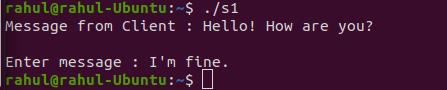 rahul@rahul-Ubuntu:~$ ./s1
Message from Client : Hello! How are you?
Enter message : I'm fine.
rahul@rahul-Ubuntu:~$